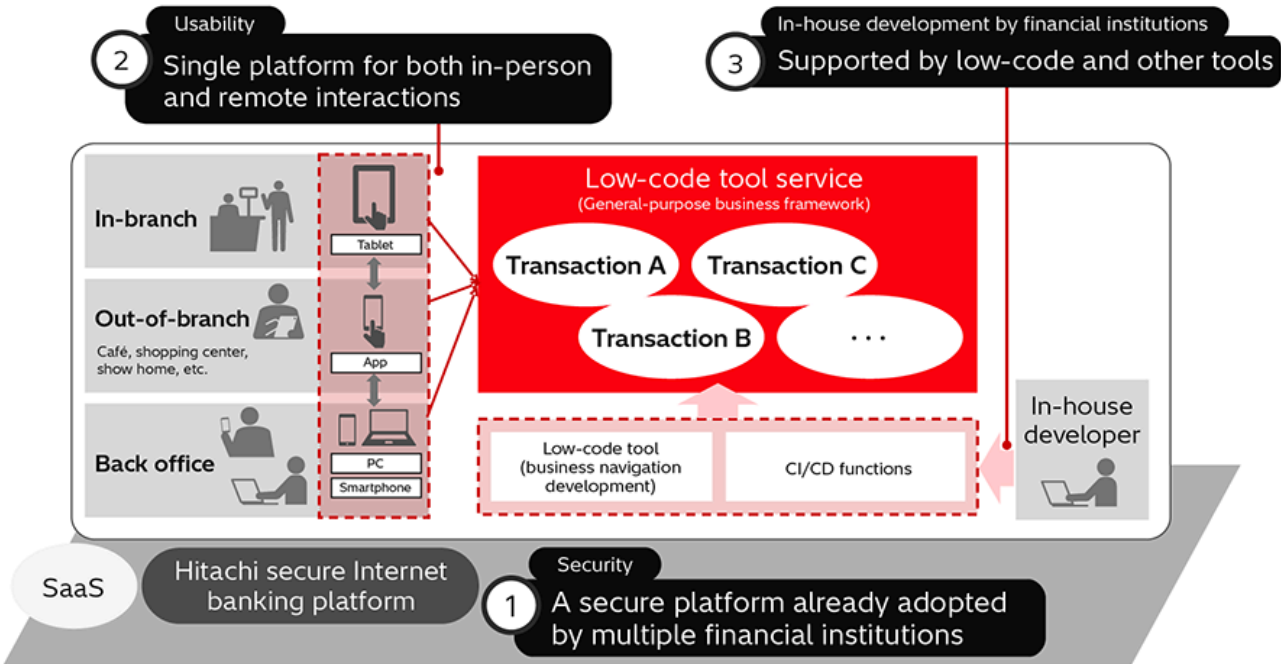 Usability
2
Single platform for both in-person
and remote interactions
In-house development by financial institutions
3
Supported by low-code and other tools
In-branch
Tablet
Out-of-branch
Café, shopping center,
show home, etc.
App
Back office
PC
Smartphone
Low-code tool service
(General-purpose business framework)
Transaction A
Transaction C
Transaction B
...
Low-code tool
(business navigation
development)
CI/CD functions
In-house
developer
SaaS
Hitachi secure Internet
banking platform
Security
1
A secure platform already adopted
by multiple financial institutions